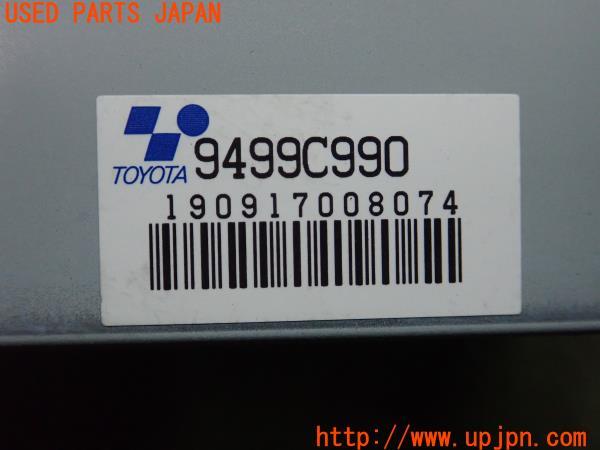 USED PARTS JAPAN
TOYOTA 9499C990
190917008074
http://www.upjpn.com